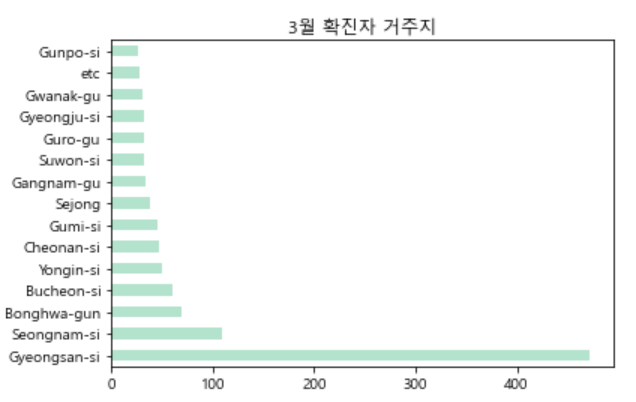 3월 확진자 거주지
Gunpo-si
etc
Gwanak-gu
Gyeongju-si
Guro-gu
Suwon-si
Gangnam-gu
Sejong
Gumi-si
Cheonan-si
Yongin-si
Bucheon-si
Bonghwa-gun
Seongnam-si
Gyeongsan-si
0 100 200 300 400